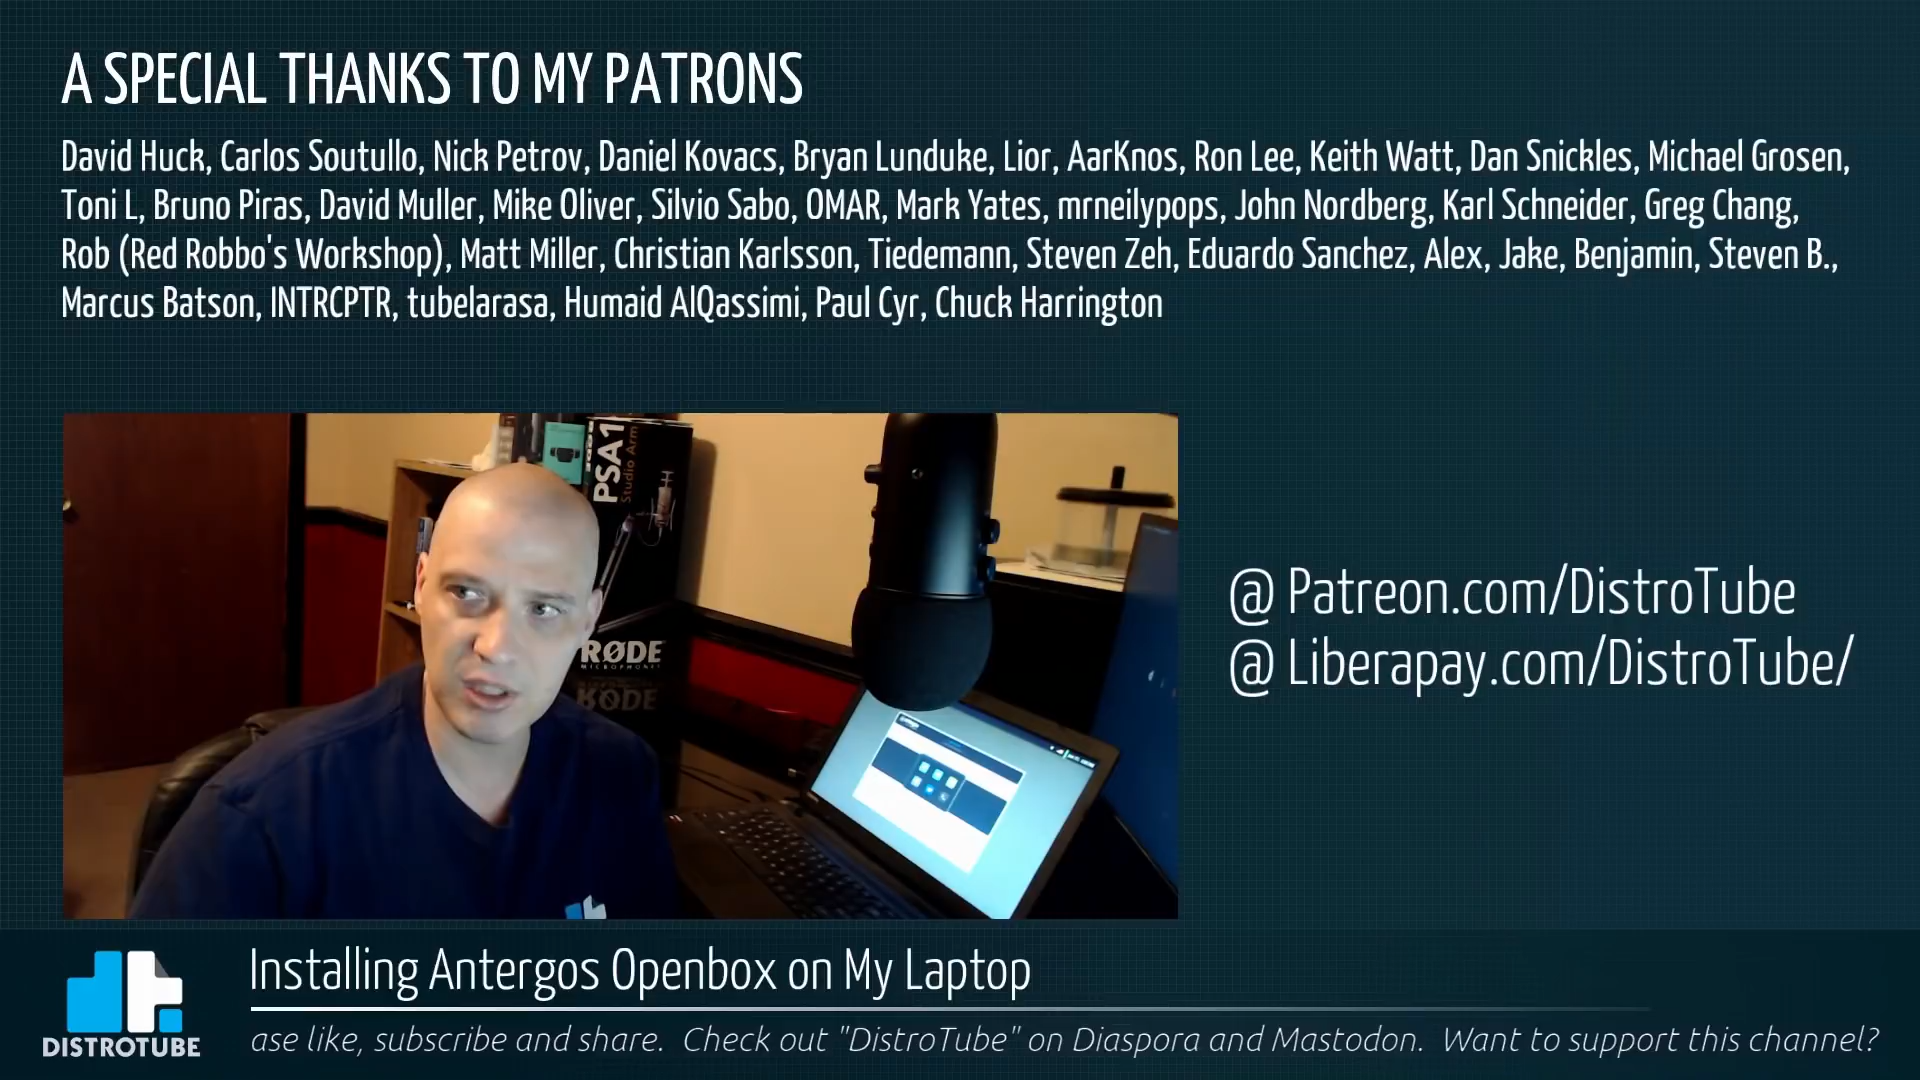 A SPECIAL THANKS TO MY PATRONS
David Huck, Carlos Soutullo, Nick Petrov, Daniel Kovacs, Bryan Lunduke, Lior, AarKnos, Ron Lee, Keith Watt, Dan Snickles, Michael Grosen,
Toni L, Bruno Piras, David Muller, Mike Oliver, Silvio Sabo, OMAR, Mark Yates, mrneilypops, John Nordberg, Karl Schneider, Greg Chang,
Rob (Red Robbo's Workshop), Matt Miller, Christian Karlsson, Tiedemann, Steven Zeh, Eduardo Sanchez, Alex, Jake, Benjamin, Steven B.,
Marcus Batson, INTRCPTR, tubelarasa, Humaid AlQassimi, Paul Cyr, Chuck Harrington
PSA1
Studio Arm
RØDE
MICROPHONES
RØDE
@ Patreon.com/DistroTube
@ Liberapay.com/DistroTube/
Installing Antergos Openbox on My Laptop
DISTROTUBE
ase like, subscribe and share. Check out "DistroTube" on Diaspora and Mastodon. Want to support this channel?